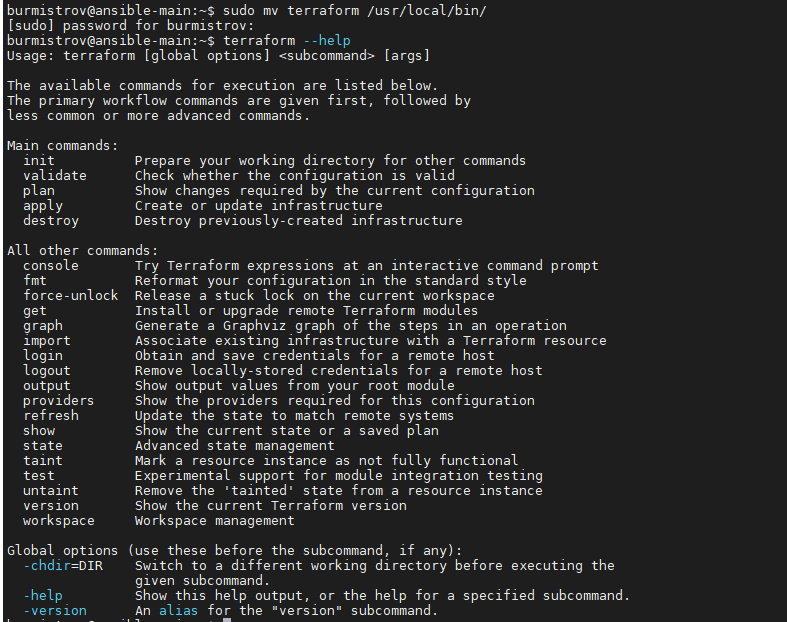 burmistrov@ansible-main:~$ sudo mv terraform /usr/local/bin/
[sudo] password for burmistrov:
burmistrov@ansible-main:~$ terraform --help
Usage: terraform [global options] <subcommand> [args]

The available commands for execution are listed below.
The primary workflow commands are given first, followed by
less common or more advanced commands.

Main commands:
  init          Prepare your working directory for other commands
  validate      Check whether the configuration is valid
  plan          Show changes required by the current configuration
  apply         Create or update infrastructure
  destroy       Destroy previously-created infrastructure

All other commands:
  console       Try Terraform expressions at an interactive command prompt
  fmt           Reformat your configuration in the standard style
  force-unlock  Release a stuck lock on the current workspace
  get           Install or upgrade remote Terraform modules
  graph         Generate a Graphviz graph of the steps in an operation
  import        Associate existing infrastructure with a Terraform resource
  login         Obtain and save credentials for a remote host
  logout        Remove locally-stored credentials for a remote host
  output        Show output values from your root module
  providers     Show the providers required for this configuration
  refresh       Update the state to match remote systems
  show          Show the current state or a saved plan
  state         Advanced state management
  taint         Mark a resource instance as not fully functional
  test          Experimental support for module integration testing
  untaint       Remove the 'tainted' state from a resource instance
  version       Show the current Terraform version
  workspace     Workspace management

Global options (use these before the subcommand, if any):
  -chdir=DIR    Switch to a different working directory before executing the
                given subcommand.
  -help         Show this help output, or the help for a specified subcommand.
  -version      An alias for the "version" subcommand.